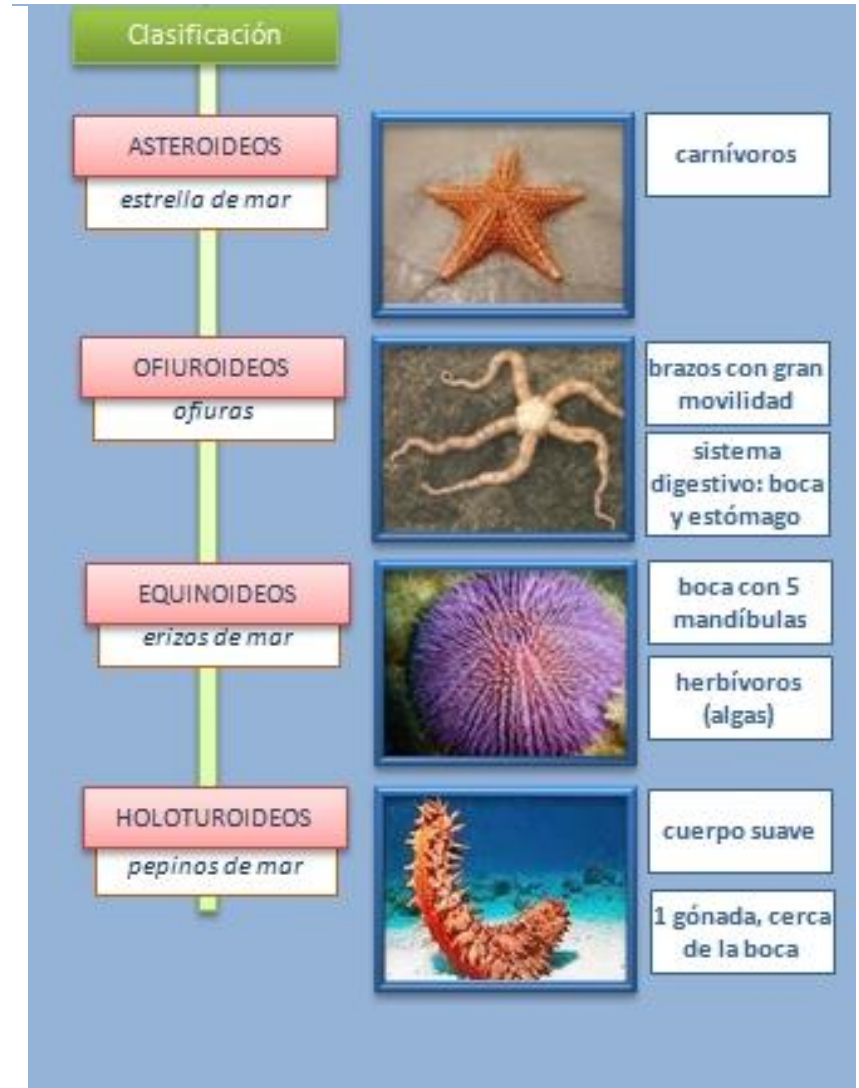 Clasificación
ASTEROIDEOS
estrella de mar
carnívoros
OFIUROIDEOS
ofiuras
brazos con gran
movilidad
sistema
digestivo: boca
y estómago
EQUINOIDEOS
erizos de mar
boca con 5
mandíbulas
herbívoros
(algas)
HOLOTUROIDEOS
pepinos de mar
cuerpo suave
1 gónada, cerca
de la boca